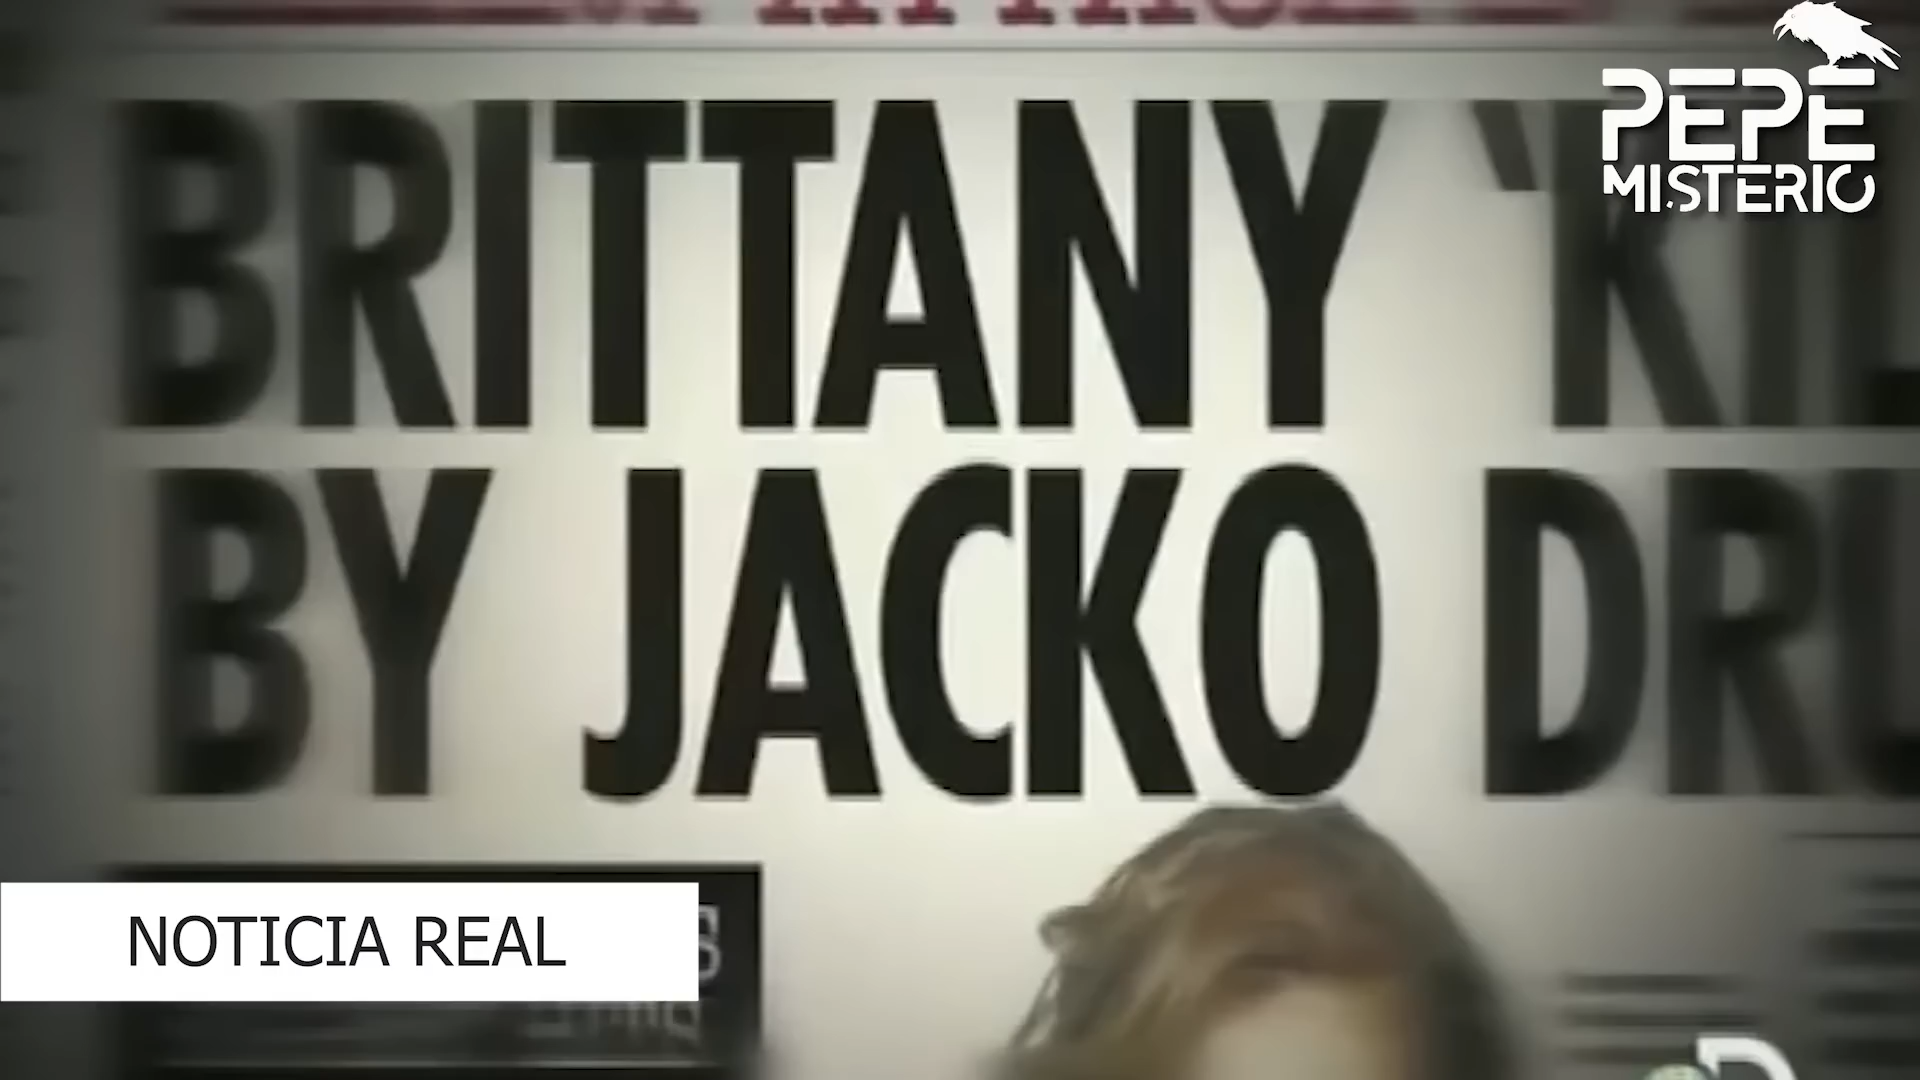 PEPE
MISTERIO
BRITTANY
BY JACKO
NOTICIA REAL